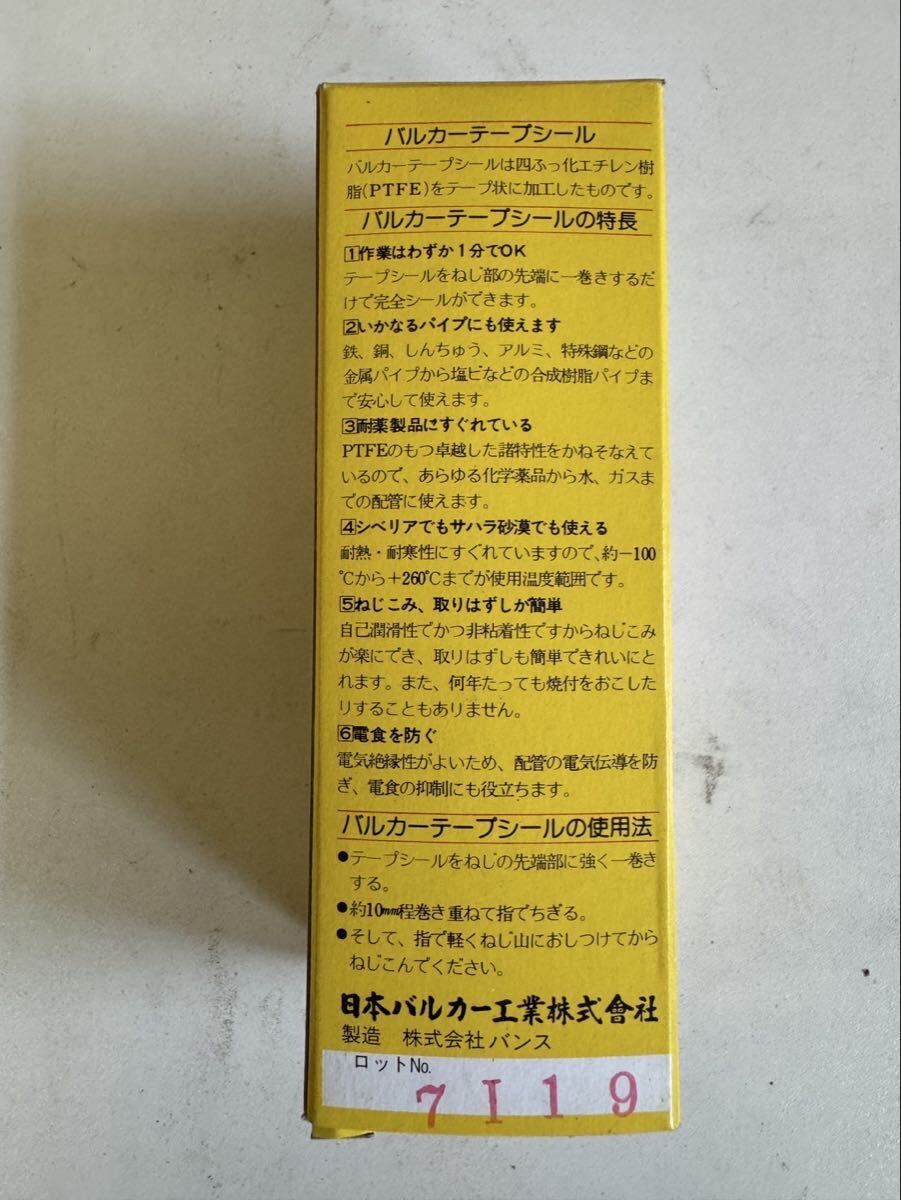 バルカーテープシール
バルカーテープシールは四ふっ化エチレン樹
脂(PTFE)をテープ状に加工したものです。
バルカーテープシールの特長
1作業はわずか1分でOK
テープシールをねじ部の先端に一巻きするだ
けで完全シールができます。
2いかなるパイプにも使えます
鉄、銅、しんちゅう、アルミ、特殊鋼などの
金属パイプから塩ビなどの合成樹脂パイプま
で安心して使えます。
3耐薬製品にすぐれている
PTFEのもつ卓越した諸特性をかねそなえて
いるので、あらゆる化学薬品から水、ガスま
での配管に使えます。
4シベリアでもサハラ砂漠でも使える
耐熱・耐寒性にすぐれていますので、約−100
℃から+260℃までが使用温度範囲です。
5ねじこみ、取りはずしが簡単
自己潤滑性でかつ非粘着性ですからねじこみ
が楽にでき、取りはずしも簡単できれいにと
れます。また、何年たっても焼付をおこした
りすることもありません。
6電食を防ぐ
電気絶縁性がよいため、配管の電気伝導を防
ぎ、電食の抑制にも役立ちます。
バルカーテープシールの使用法
●テープシールをねじの先端部に強く一巻き
する。
●約10mm程巻き重ねて指でちぎる。
●そして、指で軽くねじ山におしつけてから
ねじこんでください。
日本バルカー工業株式會社
製造 株式会社バンス
ロットNo.
7I19